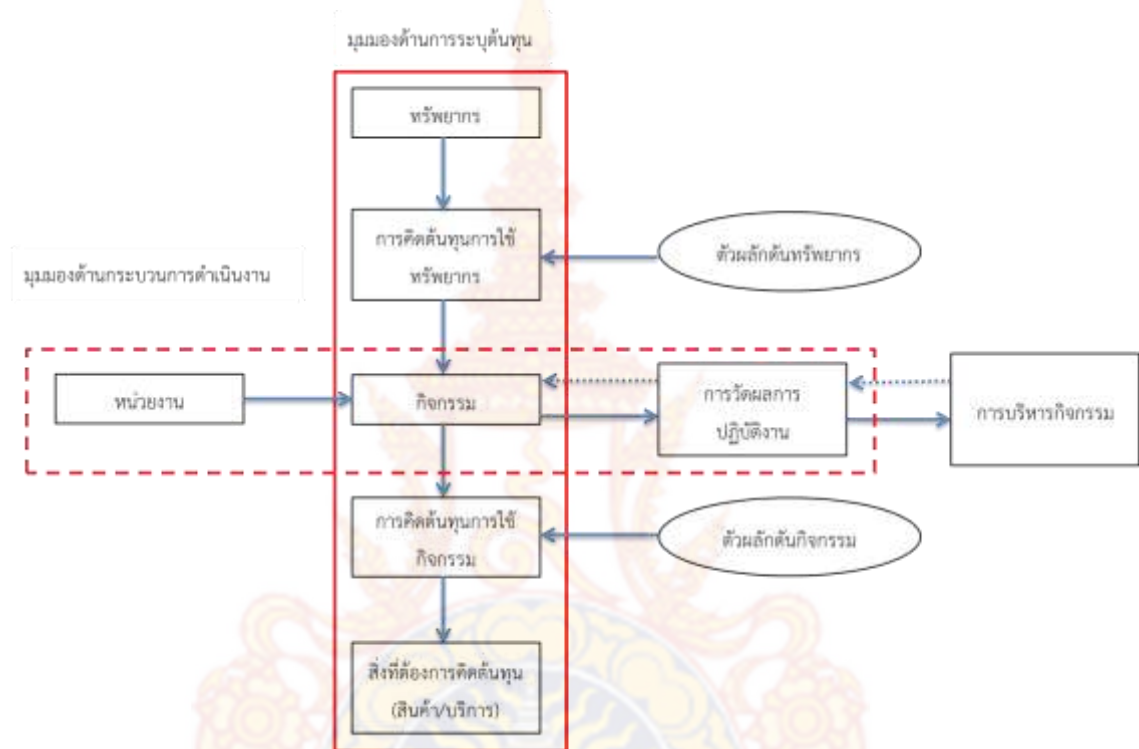 มุมมองด้านการระบุต้นทุน
ทรัพยากร
การคิดต้นทุนการใช้
ทรัพยากร
ตัวผลักดันทรัพยากร
มุมมองด้านกระบวนการดำเนินงาน
หน่วยงาน
กิจกรรม
การวัดผลการ
ปฏิบัติงาน
การบริหารกิจกรรม
การคิดต้นทุนการใช้
กิจกรรม
ตัวผลักดันกิจกรรม
สิ่งที่ต้องการคิดต้นทุน
(สินค้า/บริการ)